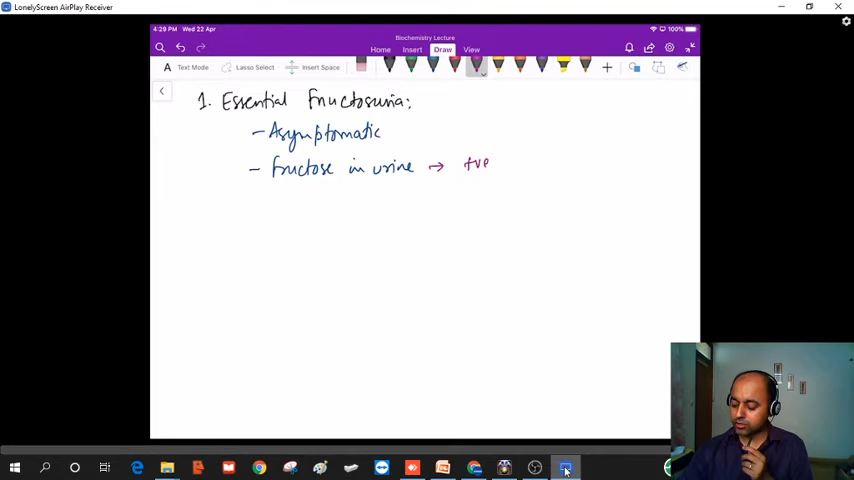 LonelyScreen AirPlay Receiver
4:29 PM Wed 22 Apr
100%
Biochemistry Lecture
Home Insert Draw View
Text Mode Lasso Select Insert Space
1. Essential Fructosuria:
- Asymptomatic
- fructose in urine → +ve